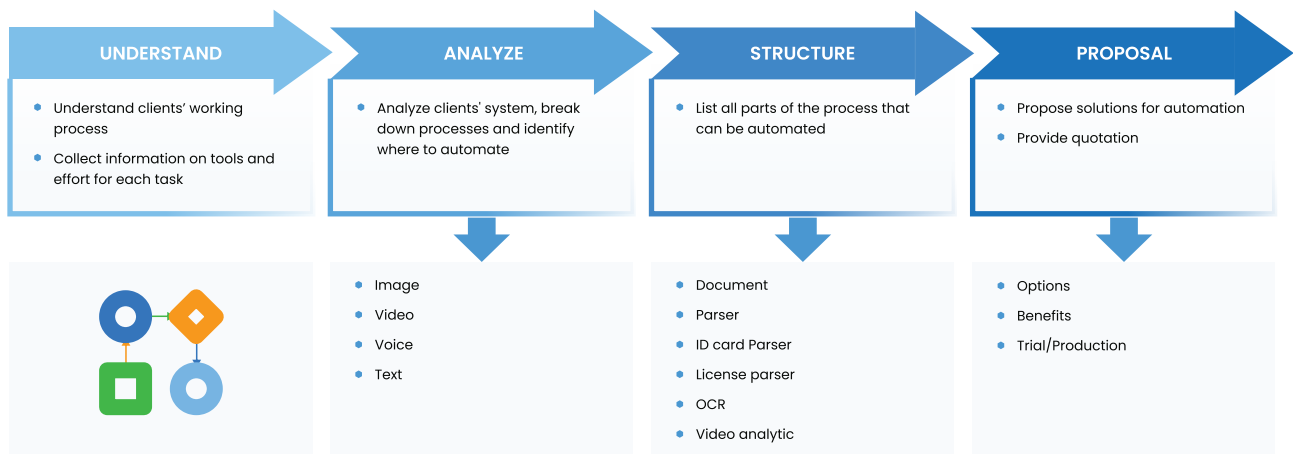 UNDERSTAND
Understand clients’ working
process
Collect information on tools and
effort for each task
ANALYZE
Analyze clients' system, break
down processes and identify
where to automate
STRUCTURE
List all parts of the process that
can be automated
PROPOSAL
Propose solutions for automation
Provide quotation
Image
Video
Voice
Text
Document
Parser
ID card Parser
License parser
OCR
Video analytic
Options
Benefits
Trial/Production